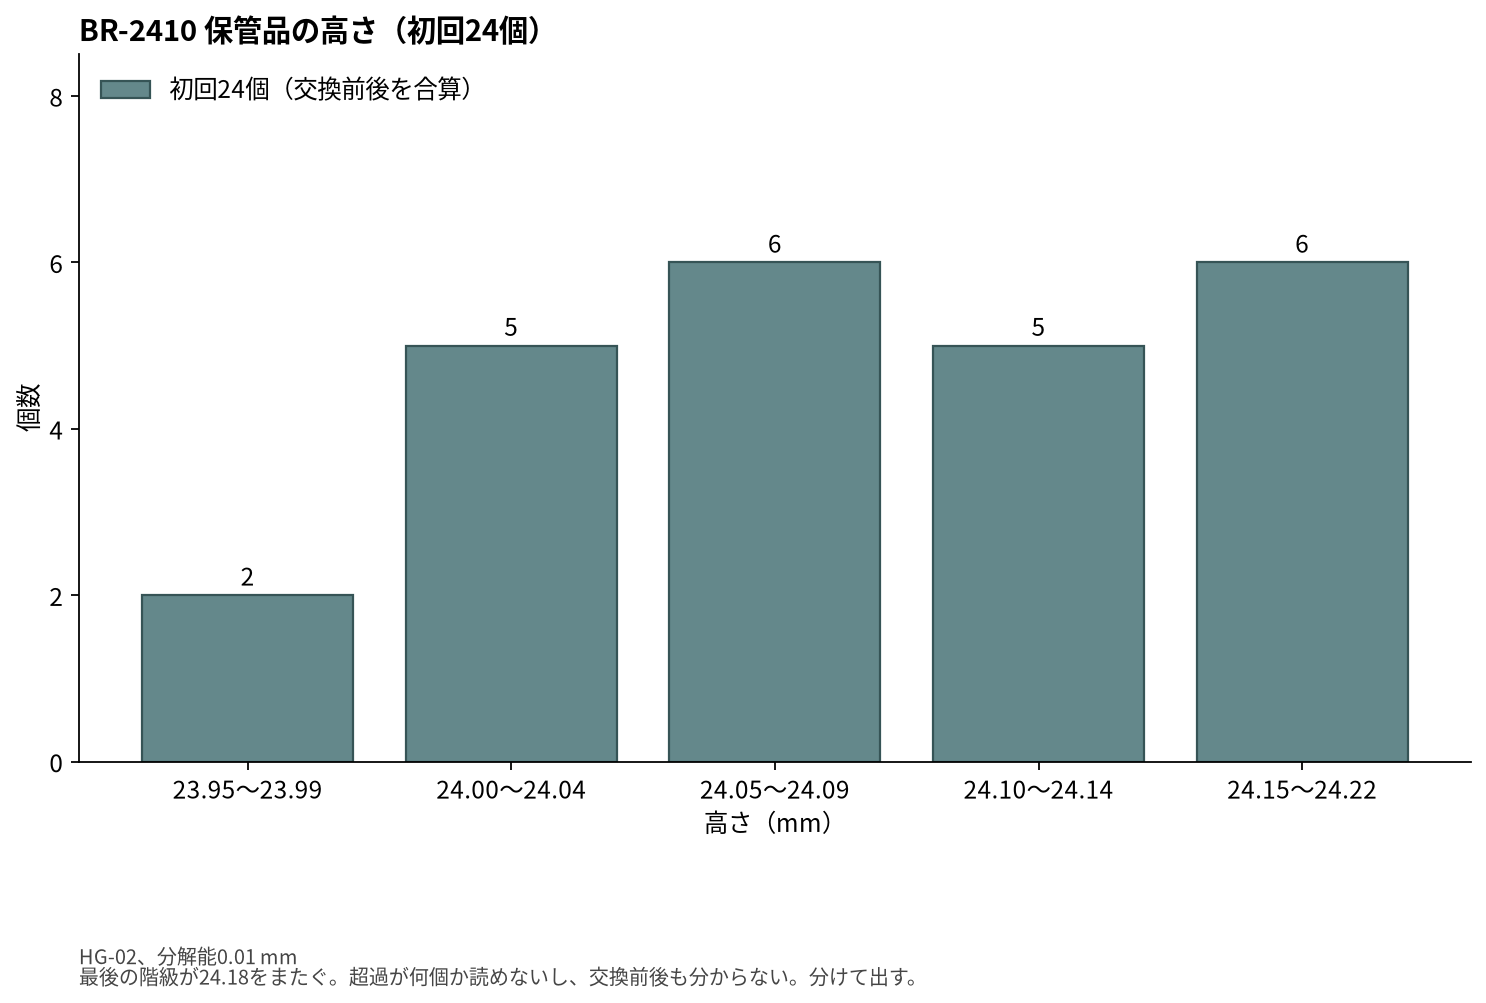 BR-2410 保管品の高さ（初回24個）
初回24個（交換前後を合算）
8
6
4
2
0
個数
2
5
6
5
6
23.95～23.99
24.00～24.04
24.05～24.09
24.10～24.14
24.15～24.22
高さ（mm）
HG-02、分解能0.01 mm
最後の階級が24.18をまたぐ。超過が何個か読めないし、交換前後も分からない。分けて出す。